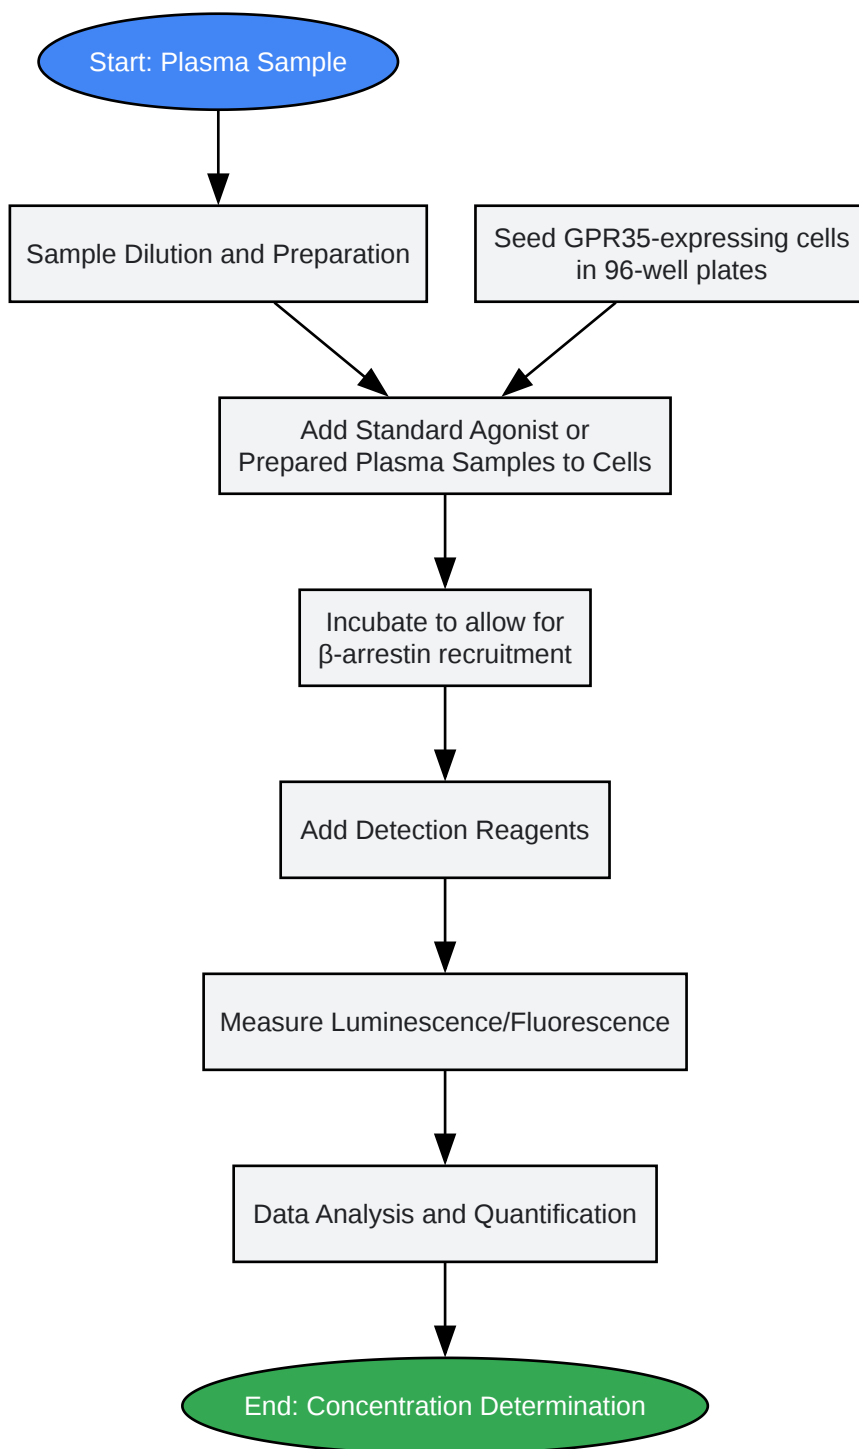 Start: Plasma Sample
Sample Dilution and Preparation
Seed GPR35-expressing cells
in 96-well plates
Add Standard Agonist or
Prepared Plasma Samples to Cells
Incubate to allow for
β-arrestin recruitment
Add Detection Reagents
Measure Luminescence/Fluorescence
Data Analysis and Quantification
End: Concentration Determination